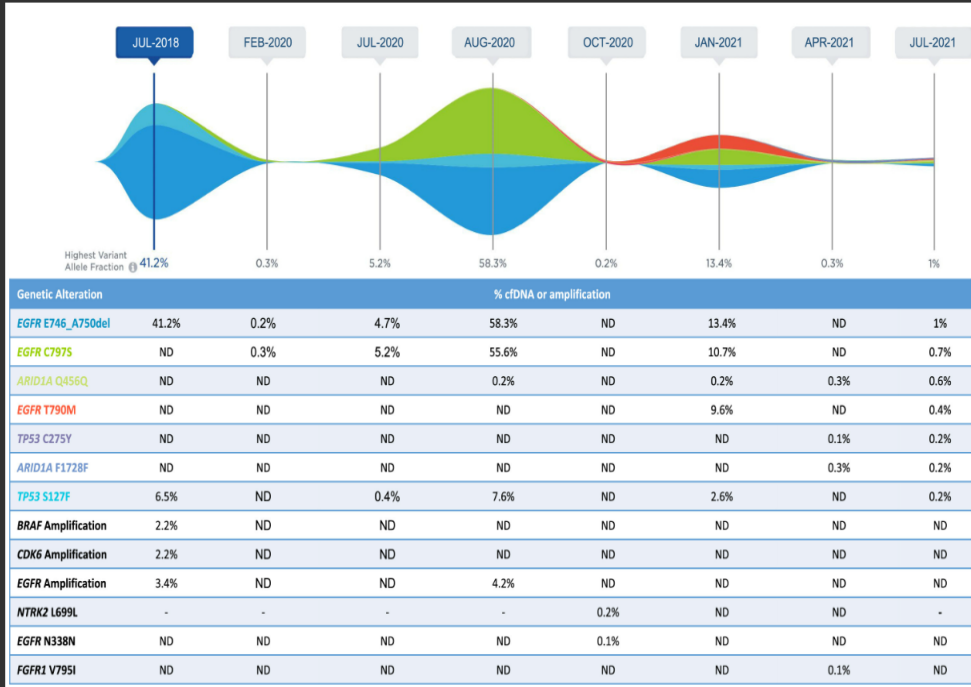 JUL-2018 FEB-2020 JUL-2020 AUG-2020 OCT-2020 JAN-2021 APR-2021 JUL-2021
Highest Variant
Allele Fraction i 41.2% 0.3% 5.2% 58.3% 0.2% 13.4% 0.3% 1%
Genetic Alteration % cfDNA or amplification
EGFR E746_A750del 41.2% 0.2% 4.7% 58.3% ND 13.4% ND 1%
EGFR C797S ND 0.3% 5.2% 55.6% ND 10.7% ND 0.7%
ARID1A Q456Q ND ND ND 0.2% ND 0.2% 0.3% 0.6%
EGFR T790M ND ND ND ND ND 9.6% ND 0.4%
TP53 C275Y ND ND ND ND ND ND 0.1% 0.2%
ARID1A F1728F ND ND ND ND ND ND 0.3% 0.2%
TP53 S127F 6.5% ND 0.4% 7.6% ND 2.6% ND 0.2%
BRAF Amplification 2.2% ND ND ND ND ND ND ND
CDK6 Amplification 2.2% ND ND ND ND ND ND ND
EGFR Amplification 3.4% ND ND 4.2% ND ND ND ND
NTRK2 L699L - - - - 0.2% ND ND -
EGFR N338N ND ND ND ND 0.1% ND ND ND
FGFR1 V795I ND ND ND ND ND ND 0.1% ND